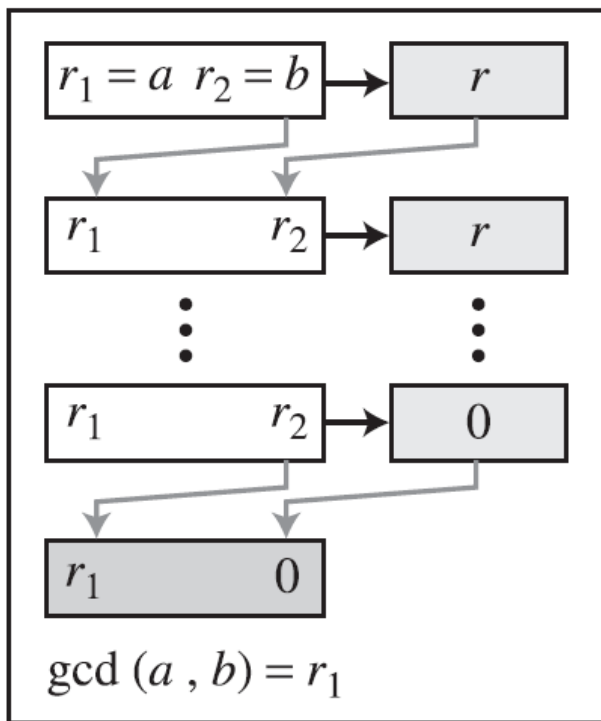 r₁ = a r₂ = b r
r₁ r₂ r
r₁ r₂ 0
r₁ 0
gcd (a , b) = r₁